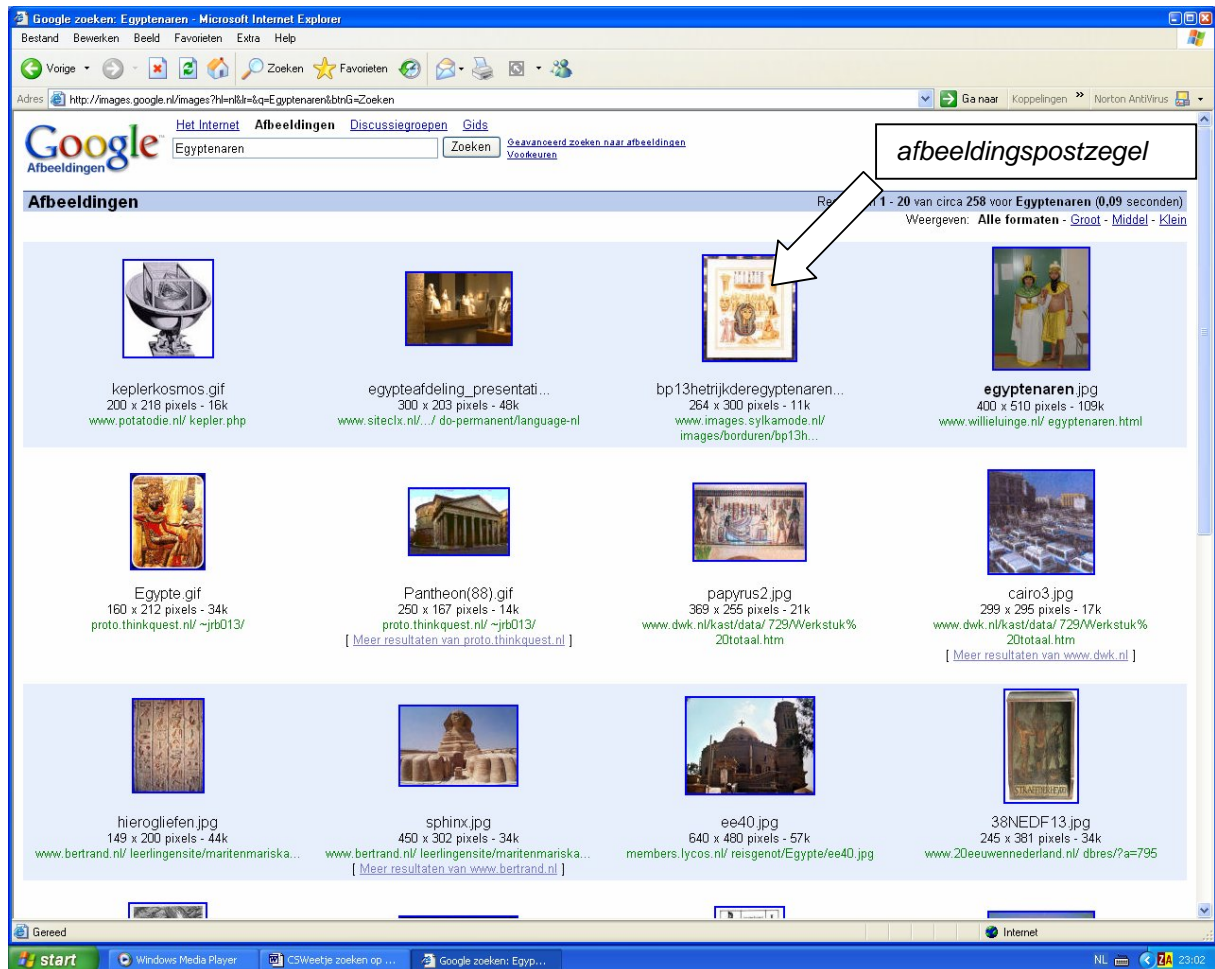 Google zoeken: Egyptenaren - Microsoft Internet Explorer
Bestand Bewerken Beeld Favorieten Extra Help
Vorige Zoeken Favorieten
Adres http://images.google.nl/images?hl=nl&lr=&q=Egyptenaren&btnG=Zoeken Ga naar Koppelingen » Norton AntiVirus
Het Internet Afbeeldingen Discussiegroepen Gids
Google™
Afbeeldingen
Egyptenaren Zoeken Geavanceerd zoeken naar afbeeldingen
Voorkeuren
afbeeldingspostzegel
Afbeeldingen 1 - 20 van circa 258 voor Egyptenaren (0,09 seconden)
Weergeven: Alle formaten - Groot - Middel - Klein
keplerkosmos.gif egypteafdeling_presentati... bp13hetrijkderegyptenaren... egyptenaren.jpg
200 x 218 pixels - 16k 300 x 203 pixels - 48k 264 x 300 pixels - 11k 400 x 510 pixels - 109k
www.potatodie.nl/ kepler.php www.siteclx.nl/.../ do-permanent/language-nl www.images.sylkamode.nl/ www.willieluinge.nl/ egyptenaren.html
images/borduren/bp13h...
Egypte.gif Pantheon(88).gif papyrus2.jpg cairo3.jpg
160 x 212 pixels - 34k 250 x 167 pixels - 14k 369 x 255 pixels - 21k 299 x 295 pixels - 17k
proto.thinkquest.nl/ ~jrb013/ proto.thinkquest.nl/ ~jrb013/ www.dwk.nl/kast/data/ 729/Werkstuk% www.dwk.nl/kast/data/ 729/Werkstuk%
[ Meer resultaten van proto.thinkquest.nl ] 20totaal.htm 20totaal.htm
[ Meer resultaten van www.dwk.nl ]
STRAFEISCHEND
hierogliefen.jpg sphinx.jpg ee40.jpg 38NEDF13.jpg
149 x 200 pixels - 44k 450 x 302 pixels - 34k 640 x 480 pixels - 57k 245 x 381 pixels - 34k
www.bertrand.nl/ leerlingensite/maritenmariska... www.bertrand.nl/ leerlingensite/maritenmariska... members.lycos.nl/ reisgenot/Egypte/ee40.jpg www.20eeuwennederland.nl/ dbres/?a=795
[ Meer resultaten van www.bertrand.nl ]
Gereed Internet
start Windows Media Player CSWeetje zoeken op ... Google zoeken: Egyp... NL 23:02